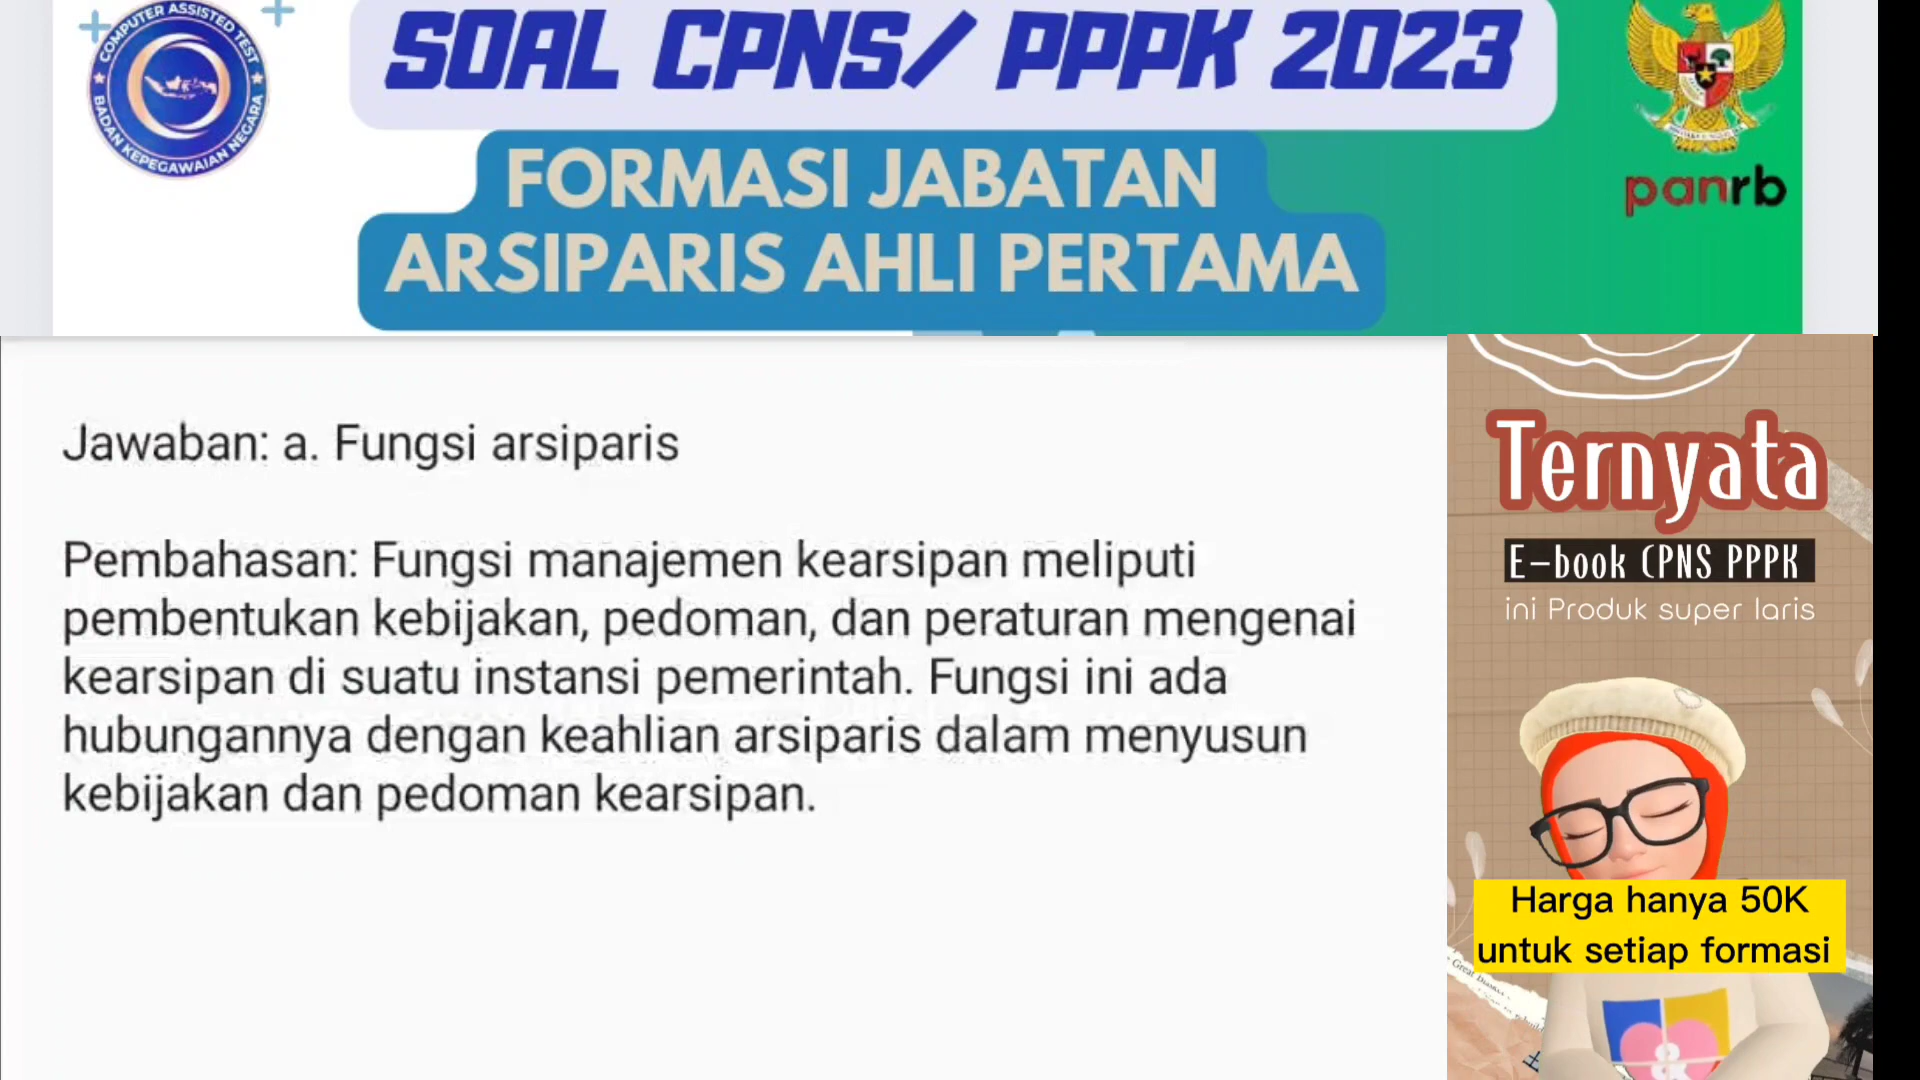 COMPUTER ASSISTED TEST
BADAN KEPEGAWAIAN NEGARA
SOAL CPNS/ PPPK 2023
FORMASI JABATAN
ARSIPARIS AHLI PERTAMA
panrb
Jawaban: a. Fungsi arsiparis
Pembahasan: Fungsi manajemen kearsipan meliputi
pembentukan kebijakan, pedoman, dan peraturan mengenai
kearsipan di suatu instansi pemerintah. Fungsi ini ada
hubungannya dengan keahlian arsiparis dalam menyusun
kebijakan dan pedoman kearsipan.
Ternyata
E-book CPNS PPPK
ini Produk super laris
Harga hanya 50K
untuk setiap formasi
&